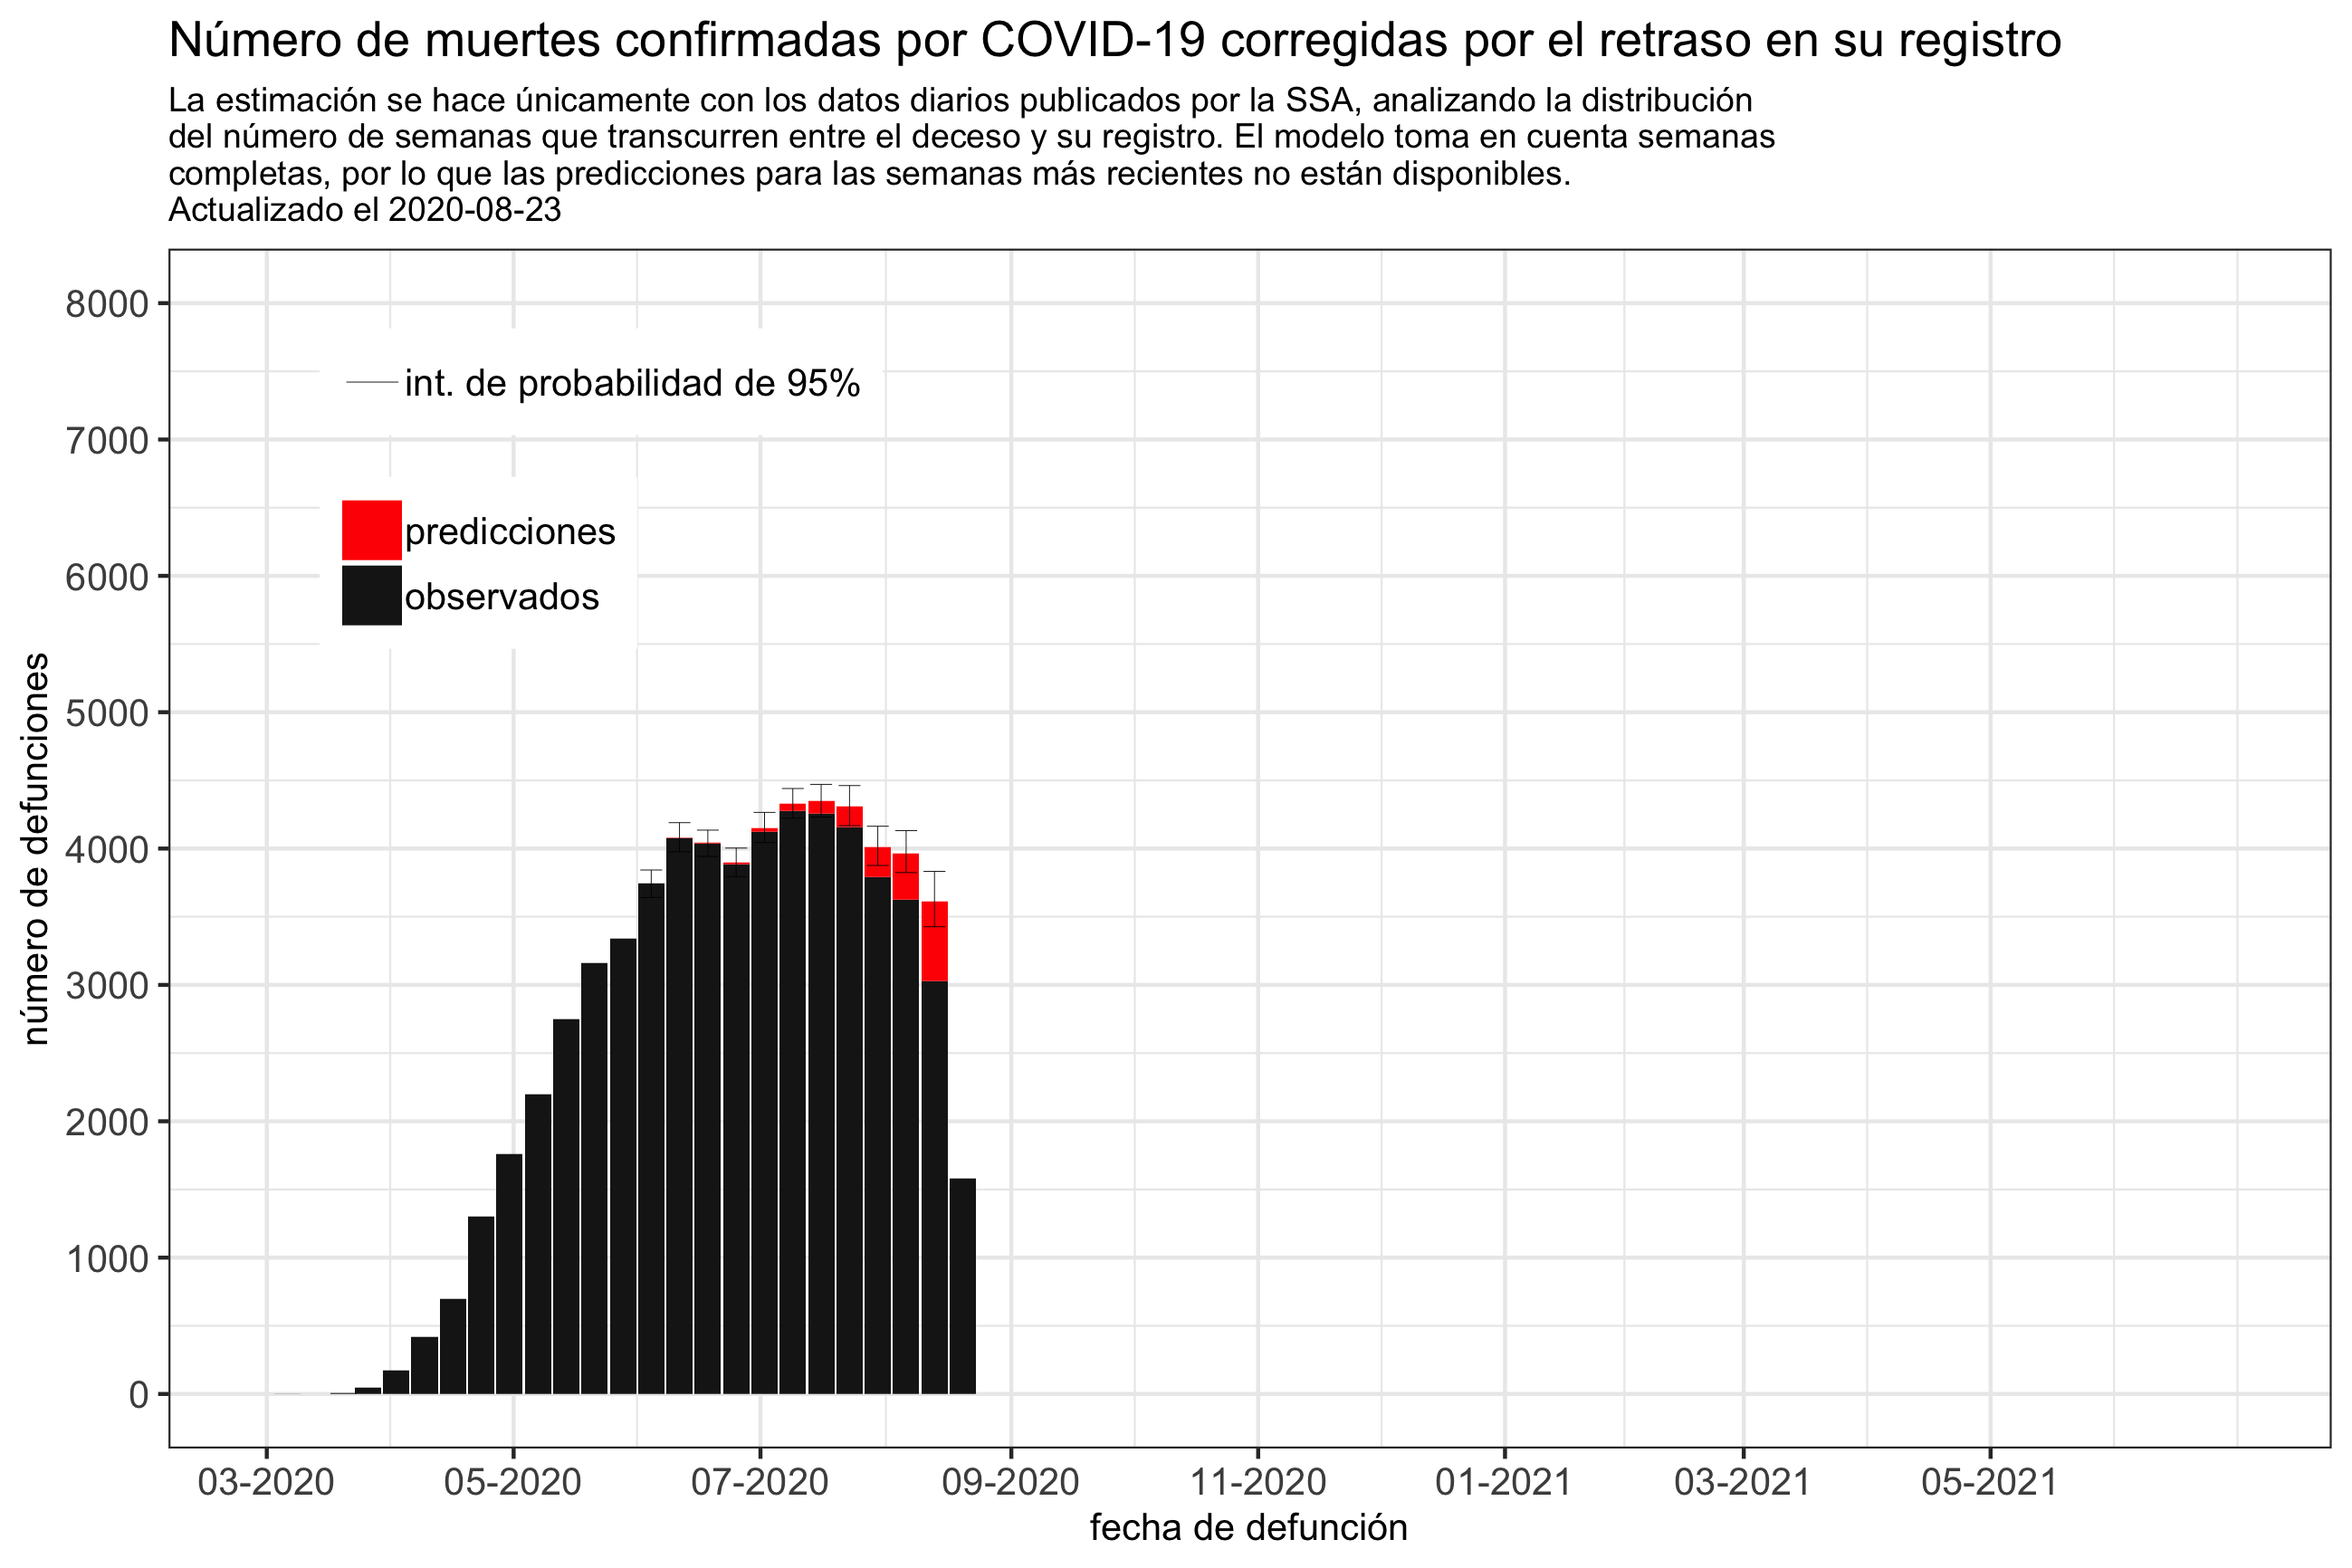 Número de muertes confirmadas por COVID-19 corregidas por el retraso en su registro
La estimación se hace únicamente con los datos diarios publicados por la SSA, analizando la distribución
del número de semanas que transcurren entre el deceso y su registro. El modelo toma en cuenta semanas
completas, por lo que las predicciones para las semanas más recientes no están disponibles.
Actualizado el 2020-08-23
número de defunciones
8000
7000
6000
5000
4000
3000
2000
1000
0
int. de probabilidad de 95%
predicciones
observados
03-2020 05-2020 07-2020 09-2020 11-2020 01-2021 03-2021 05-2021
fecha de defunción